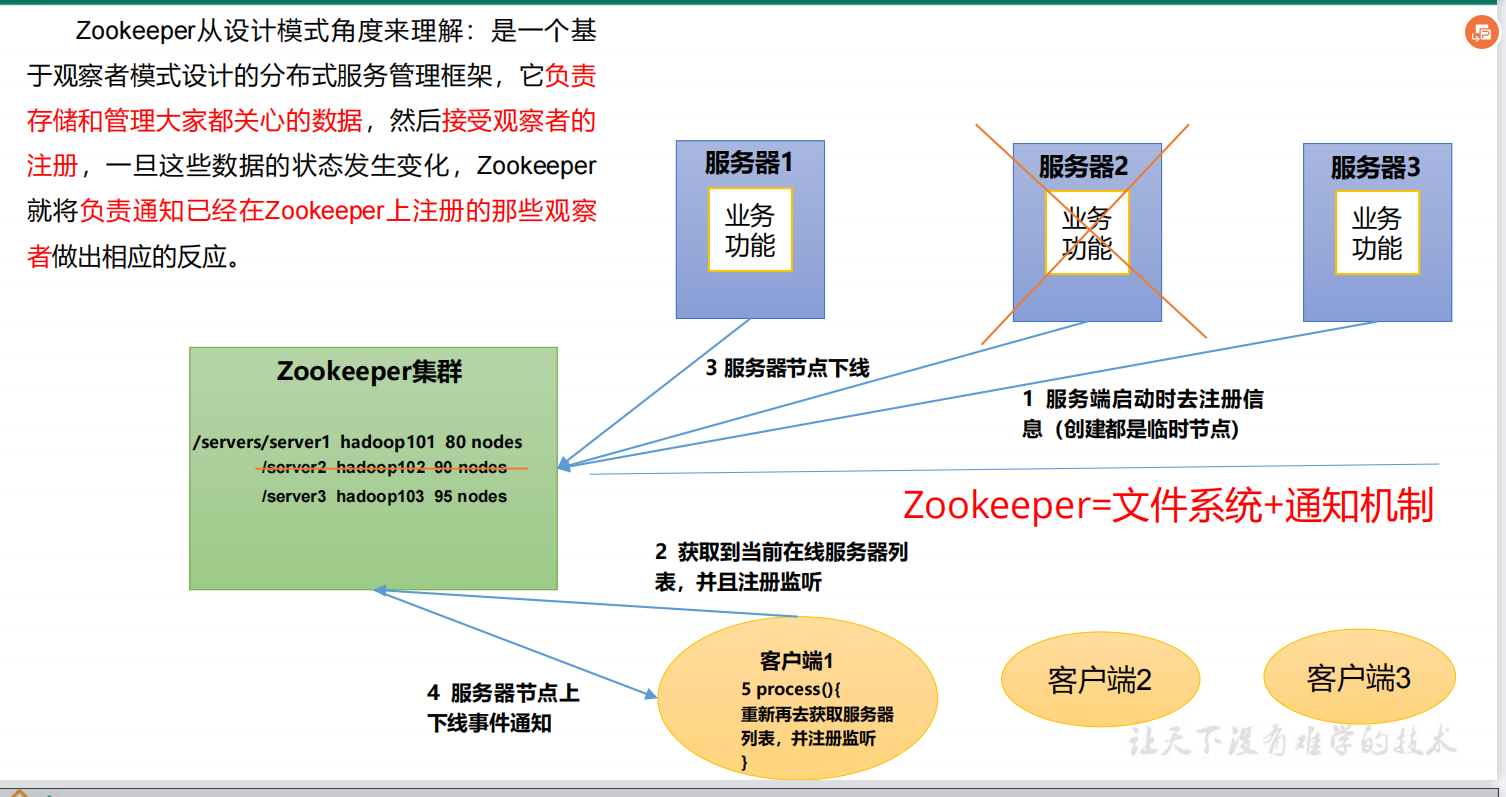 Zookeeper从设计模式角度来理解：是一个基
于观察者模式设计的分布式服务管理框架，它负责
存储和管理大家都关心的数据，然后接受观察者的
注册，一旦这些数据的状态发生变化，Zookeeper
就将负责通知已经在Zookeeper上注册的那些观察
者做出相应的反应。
服务器1
业务
功能
服务器2
业务
功能
服务器3
业务
功能
3 服务器节点下线
1 服务端启动时去注册信
息（创建都是临时节点）
Zookeeper集群
/servers/server1 hadoop101 80 nodes
/server2 hadoop102 90 nodes
/server3 hadoop103 95 nodes
Zookeeper=文件系统+通知机制
2 获取到当前在线服务器列
表，并且注册监听
4 服务器节点上
下线事件通知
客户端1
5 process(){
重新再去获取服务器
列表，并注册监听
}
客户端2
客户端3
让天下没有难学的技术